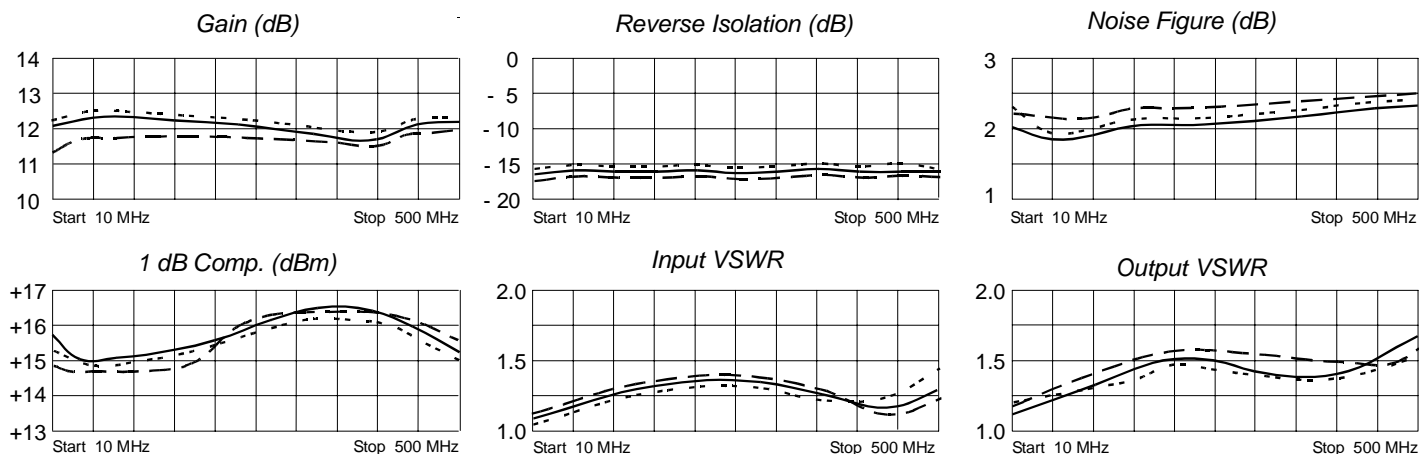 Gain (dB)
14
13
12
11
10
Start 10 MHz
Stop 500 MHz
Reverse Isolation (dB)
0
- 5
- 10
- 15
- 20
Start 10 MHz
Stop 500 MHz
Noise Figure (dB)
3
2
1
Start 10 MHz
Stop 500 MHz
1 dB Comp. (dBm)
+17
+16
+15
+14
+13
Start 10 MHz
Stop 500 MHz
Input VSWR
2.0
1.5
1.0
Start 10 MHz
Stop 500 MHz
Output VSWR
2.0
1.5
1.0
Start 10 MHz
Stop 500 MHz